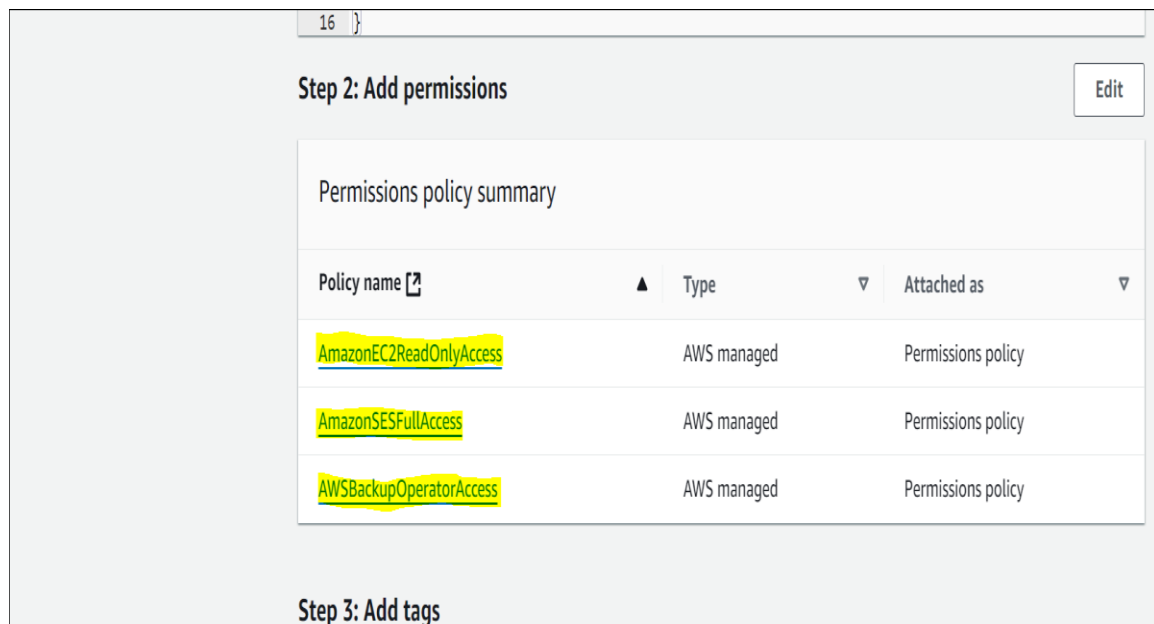 16 }
Step 2: Add permissions
Edit
Permissions policy summary
Policy name Type Attached as
AmazonEC2ReadOnlyAccess AWS managed Permissions policy
AmazonSESFullAccess AWS managed Permissions policy
AWSBackupOperatorAccess AWS managed Permissions policy
Step 3: Add tags